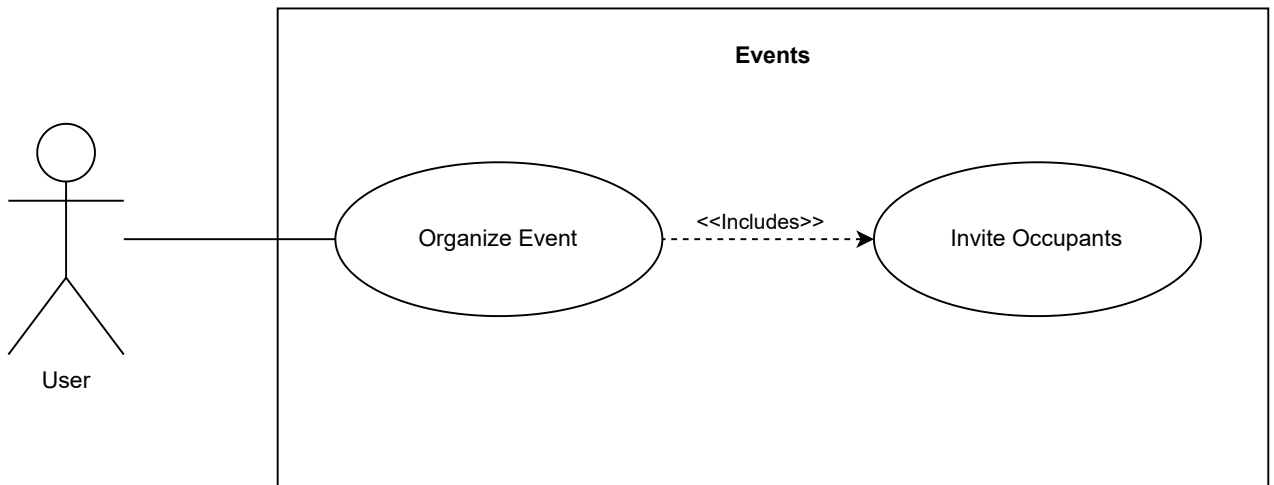 Events
<<Includes>>
Organize Event
Invite Occupants
User